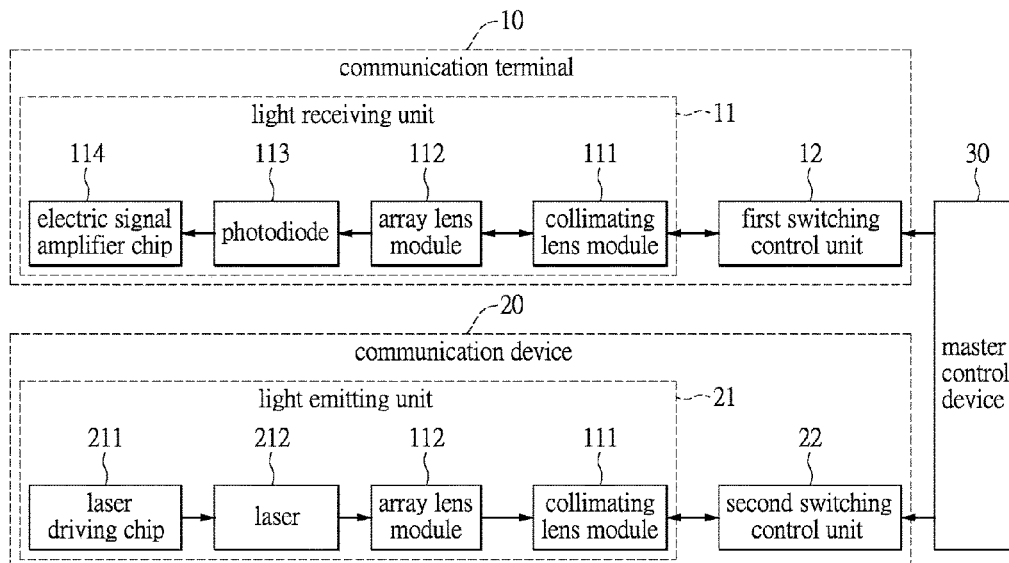 10
communication terminal
light receiving unit
11
114
113
112
111
12
30
electric signal
amplifier chip
photodiode
array lens
module
collimating
lens module
first switching
control unit
20
communication device
master
control
device
light emitting unit
21
211
212
112
111
22
laser
driving chip
laser
array lens
module
collimating
lens module
second switching
control unit